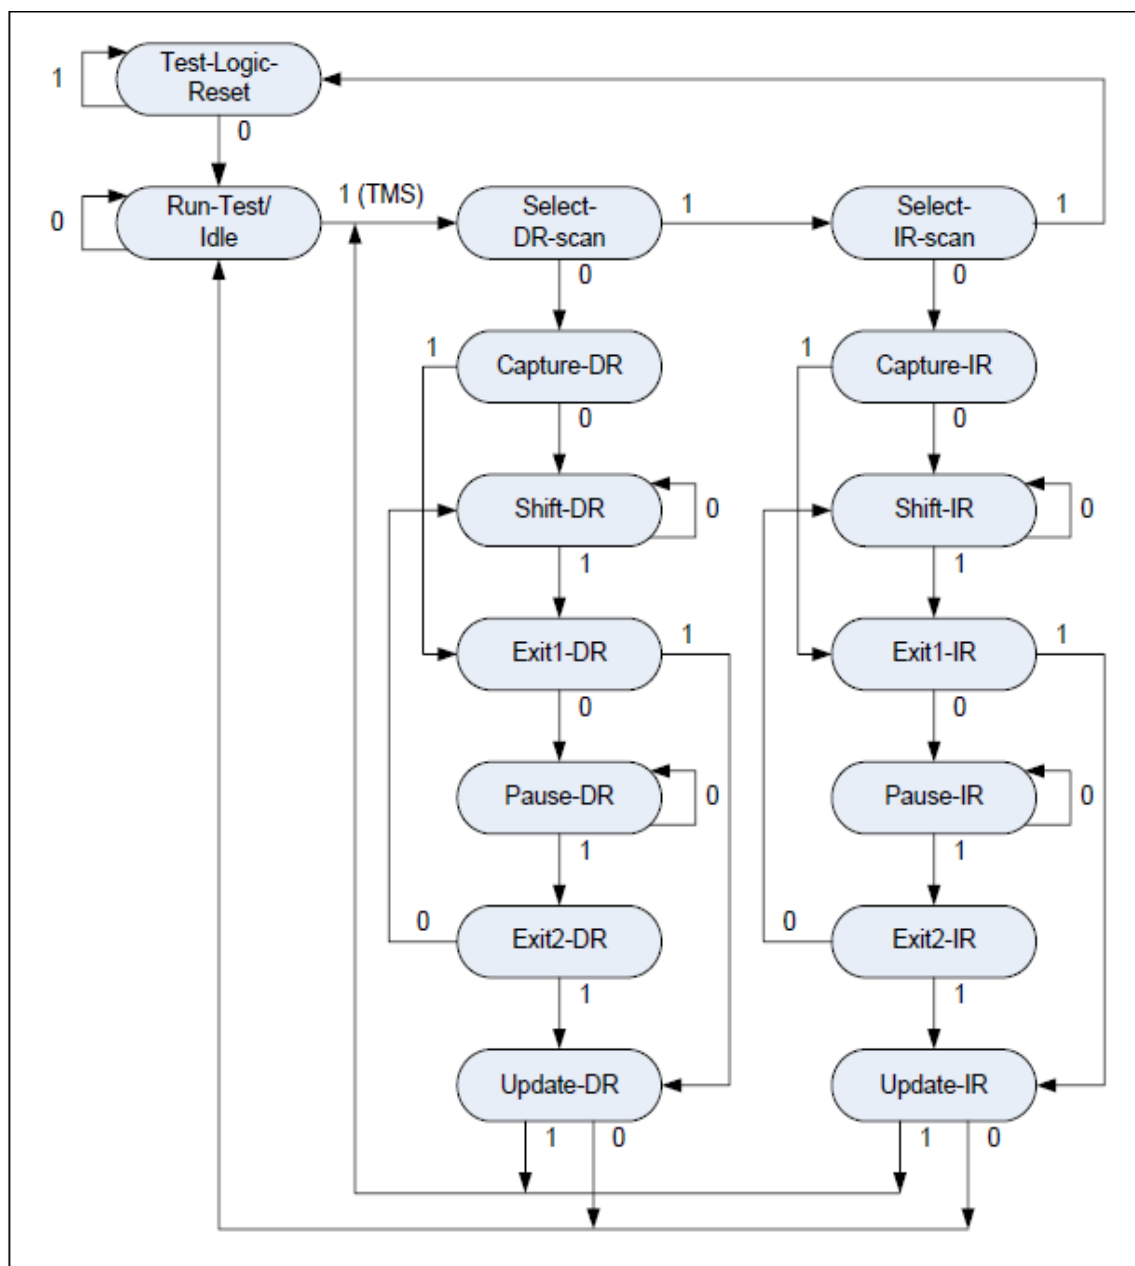 Test-Logic-
Reset
1
0
Run-Test/
Idle
0
1 (TMS)
Select-
DR-scan
1
0
Select-
IR-scan
1
0
1
Capture-DR
0
1
Capture-IR
0
Shift-DR
0
1
Shift-IR
0
1
Exit1-DR
1
0
Exit1-IR
1
0
Pause-DR
0
1
Pause-IR
0
1
0
Exit2-DR
1
0
Exit2-IR
1
Update-DR
1
0
Update-IR
1
0